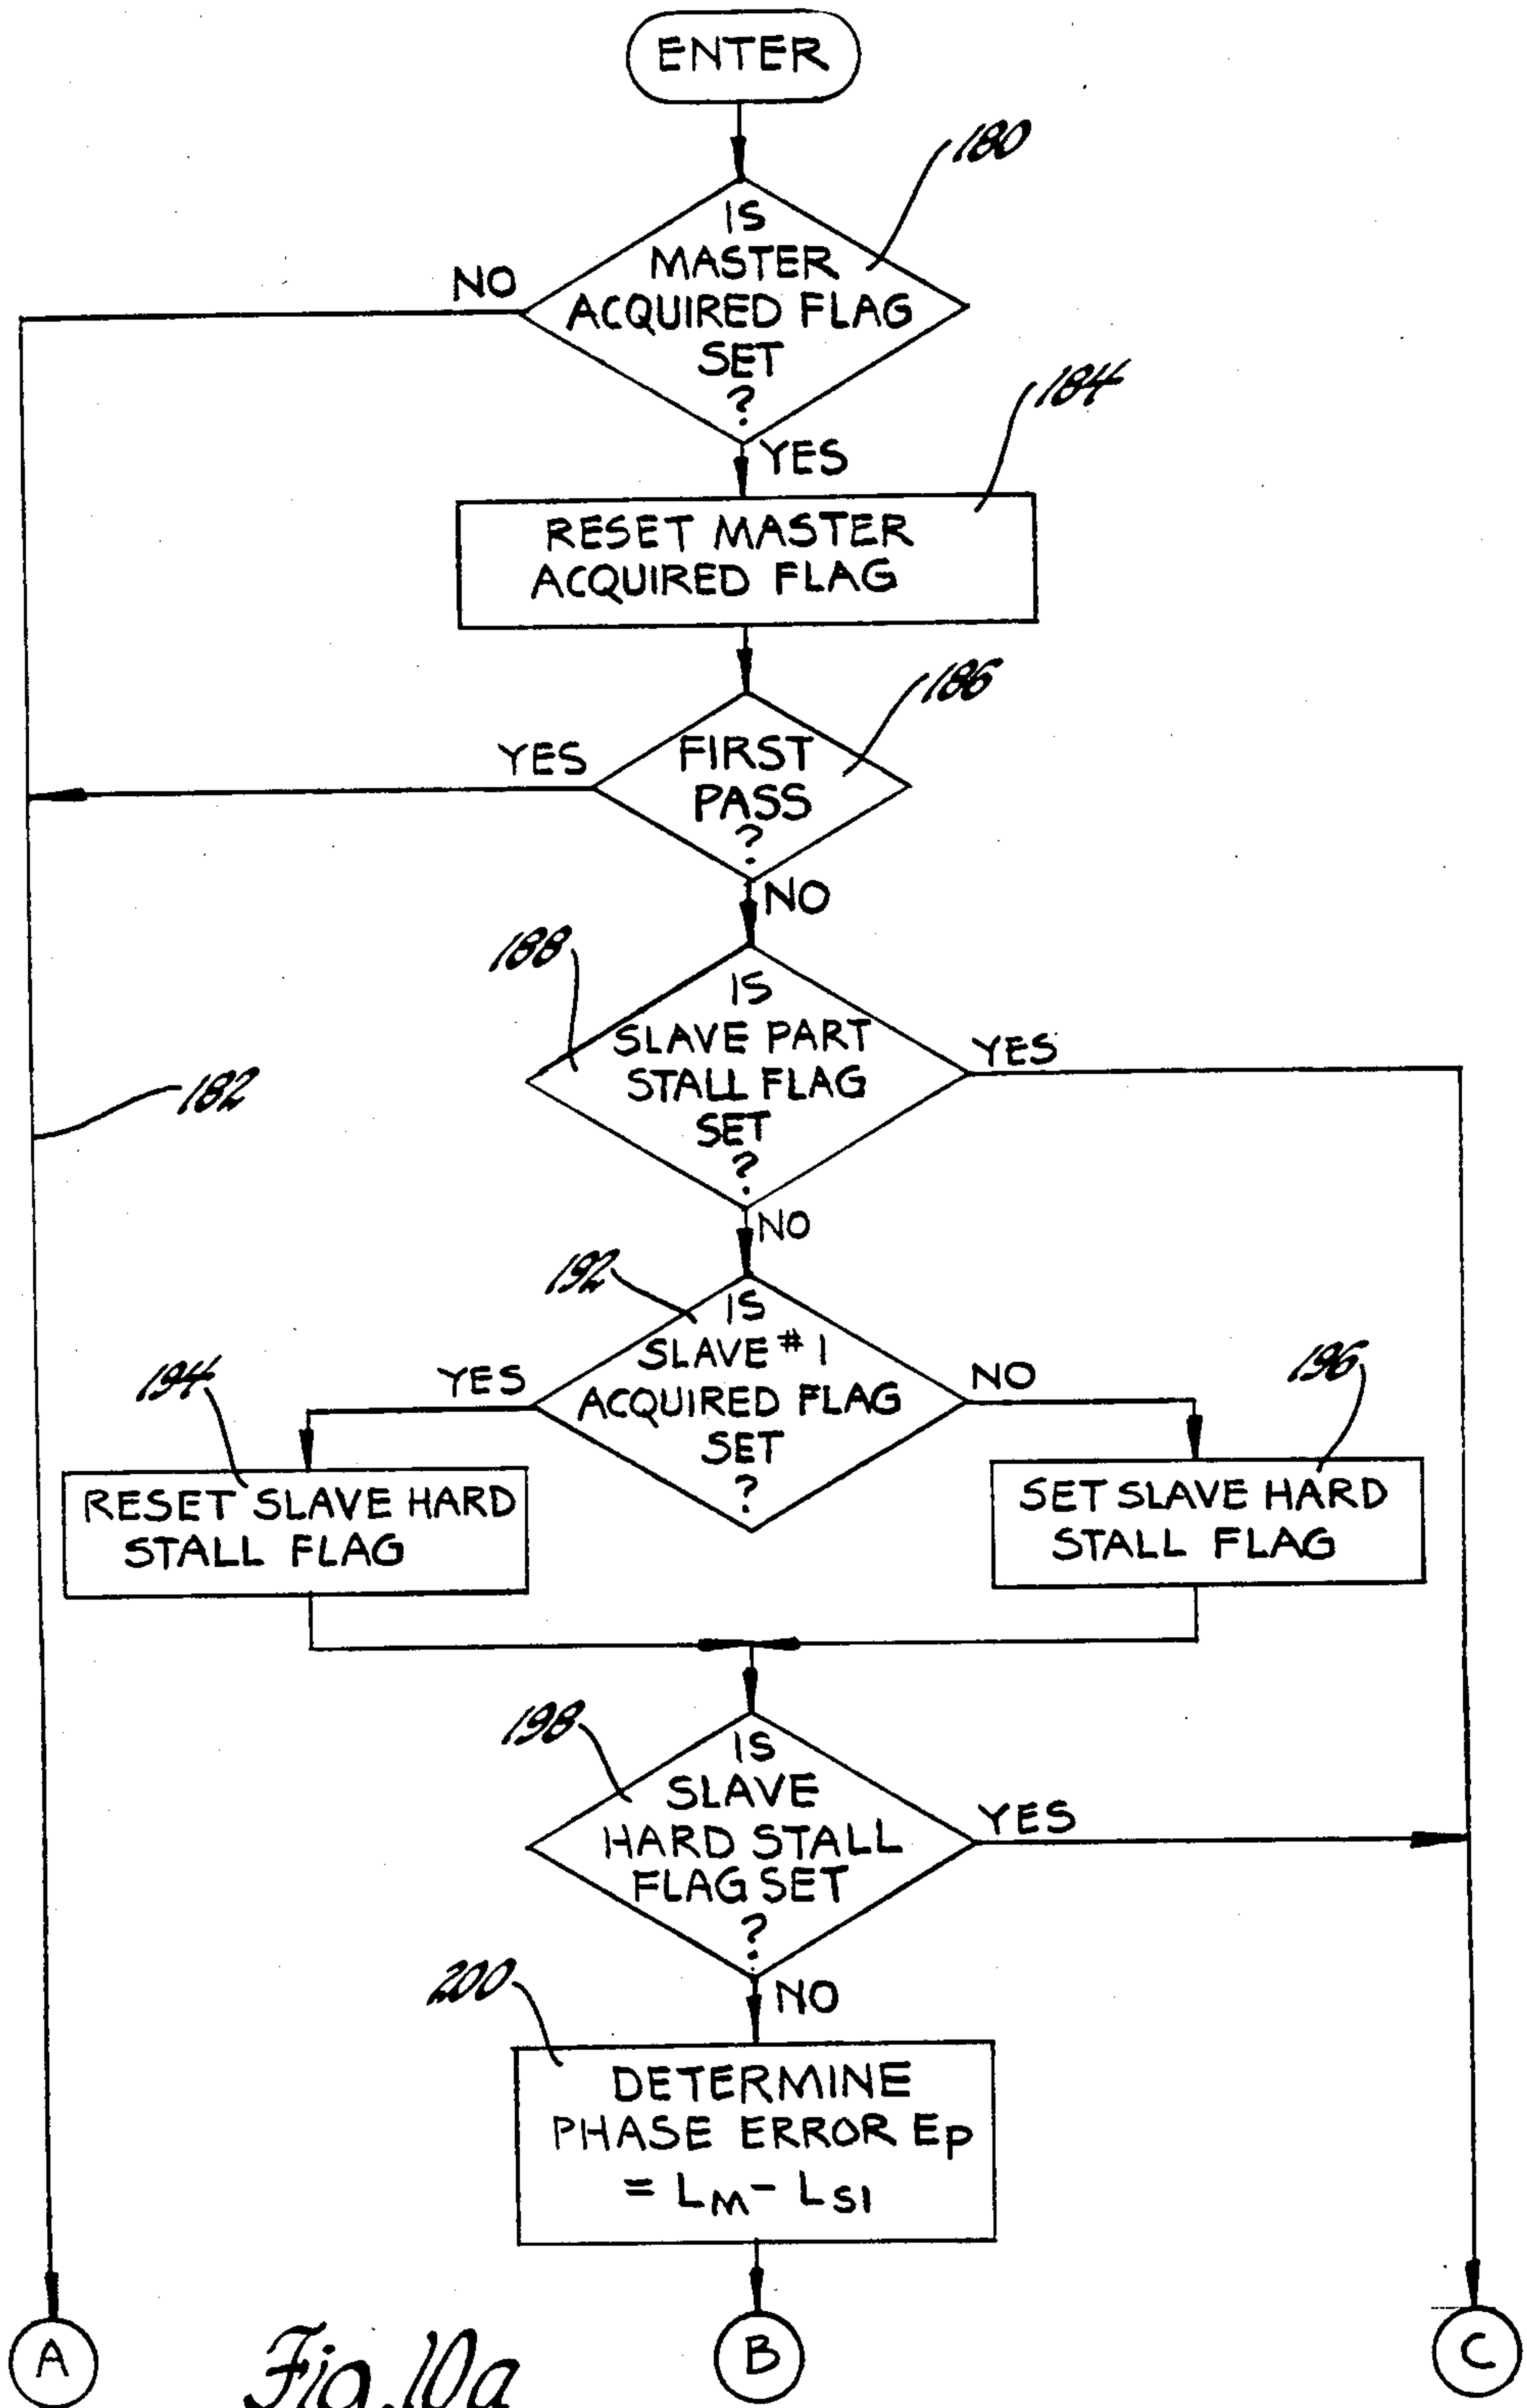 ENTER
180
IS
MASTER
ACQUIRED FLAG
SET
?
NO
YES
184
RESET MASTER
ACQUIRED FLAG
186
FIRST
PASS
?
YES
NO
188
IS
SLAVE PART
STALL FLAG
SET
?
YES
182
NO
192
IS
SLAVE #1
ACQUIRED FLAG
SET
?
YES
NO
194
196
RESET SLAVE HARD
STALL FLAG
SET SLAVE HARD
STALL FLAG
198
IS
SLAVE
HARD STALL
FLAG SET
?
YES
NO
200
DETERMINE
PHASE ERROR EP
= LM - LS1
A
B
C
Fig. 10a